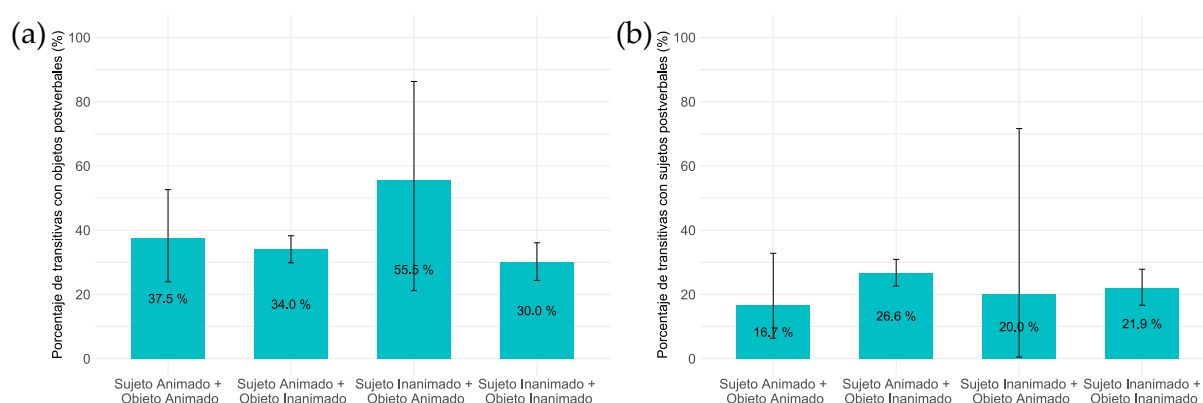 (a)
Porcentaje de transitivas con objetos postverbales (%)
100
80
60
40
20
0
37.5 %
34.0 %
55.5 %
30.0 %
Sujeto Animado +
Objeto Animado
Sujeto Animado +
Objeto Inanimado
Sujeto Inanimado +
Objeto Animado
Sujeto Inanimado +
Objeto Inanimado
(b)
Porcentaje de transitivas con sujetos postverbales (%)
100
80
60
40
20
0
16.7 %
26.6 %
20.0 %
21.9 %
Sujeto Animado +
Objeto Animado
Sujeto Animado +
Objeto Inanimado
Sujeto Inanimado +
Objeto Animado
Sujeto Inanimado +
Objeto Inanimado